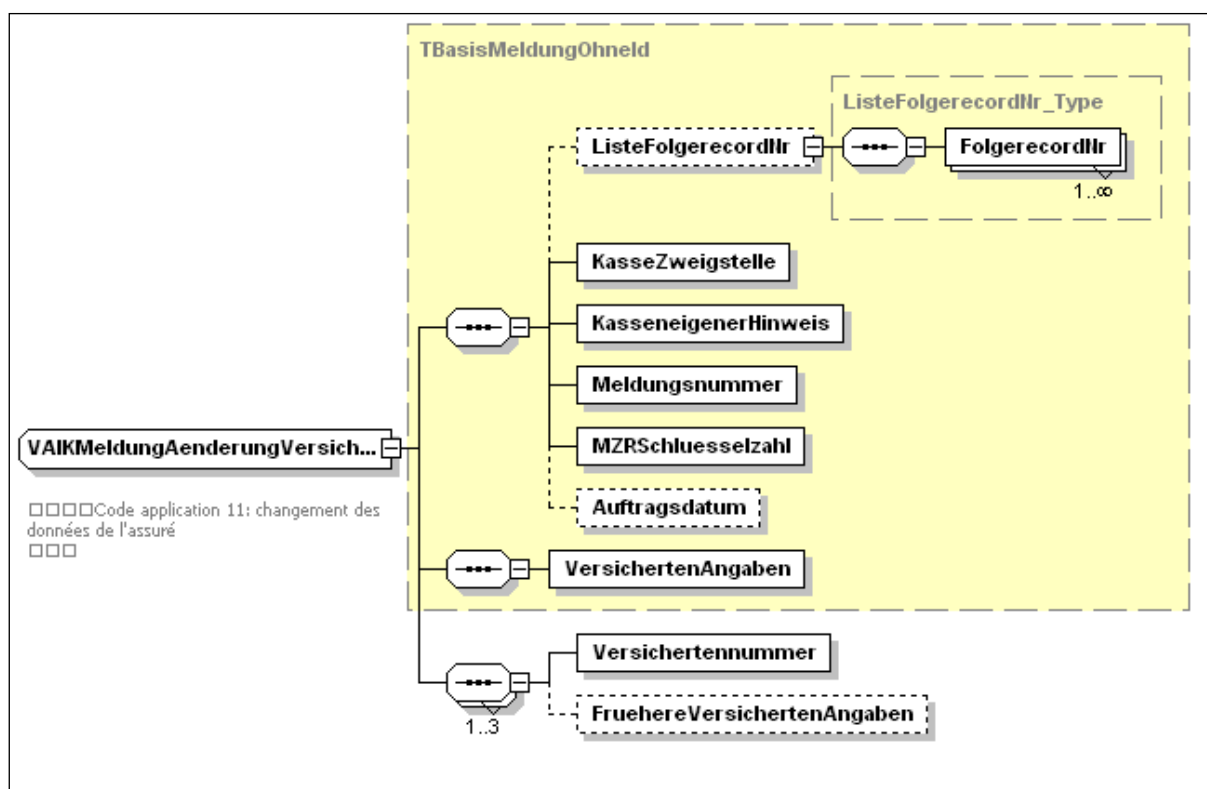 TBasisMeldungOhneId
ListeFolgerecordNr_Type
ListeFolgerecordNr
FolgerecordNr
1..∞
KasseZweigstelle
KasseneigenerHinweis
Meldungsnummer
MZRSchluesselzahl
Auftragsdatum
VAIKMeldungAenderungVersich...
□□□□Code application 11: changement des
données de l'assuré
□□□
VersichertenAngaben
Versichertennummer
FruehereVersichertenAngaben
1..3